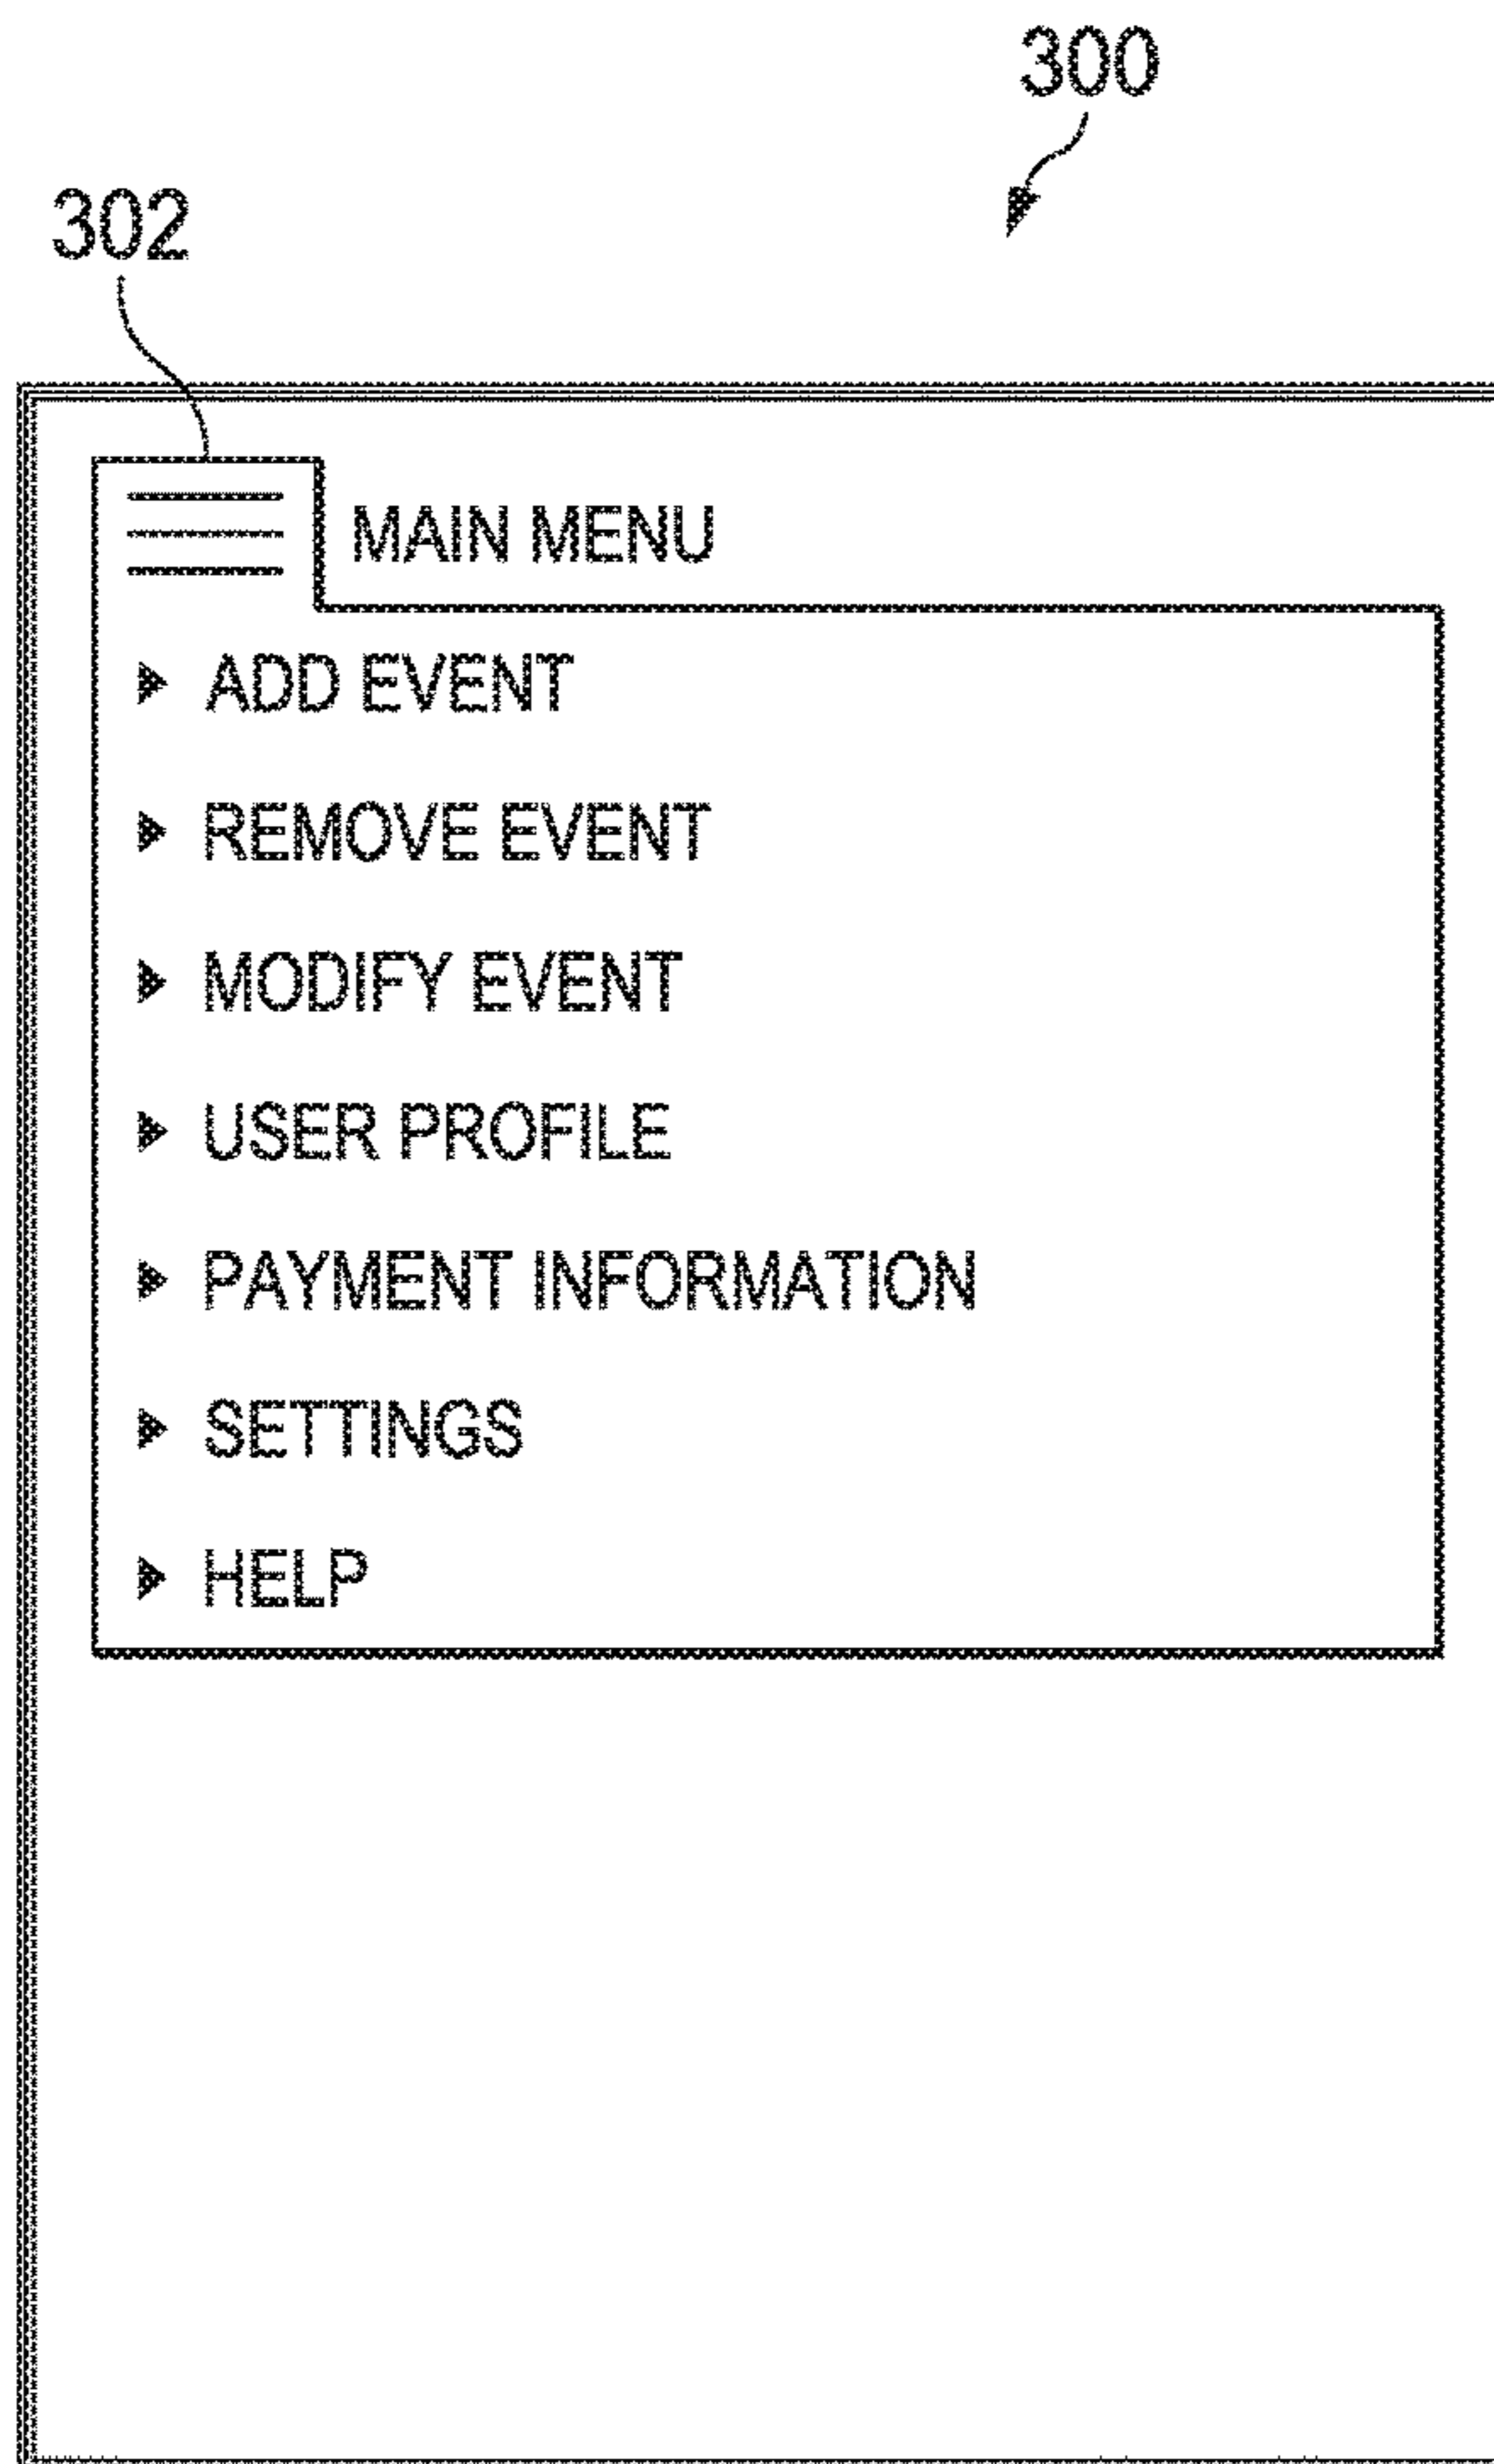 300
302
MAIN MENU
ADD EVENT
REMOVE EVENT
MODIFY EVENT
USER PROFILE
PAYMENT INFORMATION
SETTINGS
HELP